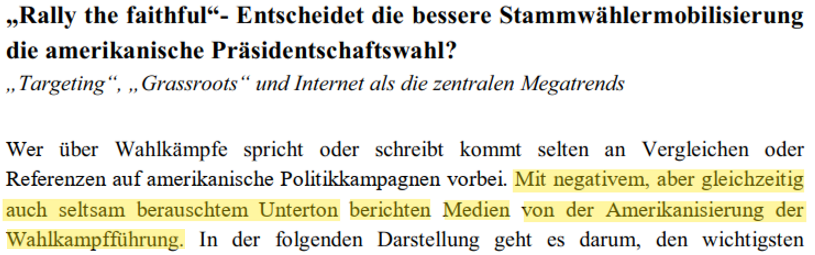 „Rally the faithful“- Entscheidet die bessere Stammwählermobilisierung
die amerikanische Präsidentschaftswahl?
„Targeting“, „Grassroots“ und Internet als die zentralen Megatrends
Wer über Wahlkämpfe spricht oder schreibt kommt selten an Vergleichen oder
Referenzen auf amerikanische Politikkampagnen vorbei. Mit negativem, aber gleichzeitig
auch seltsam berauschtem Unterton berichten Medien von der Amerikanisierung der
Wahlkampfführung. In der folgenden Darstellung geht es darum, den wichtigsten